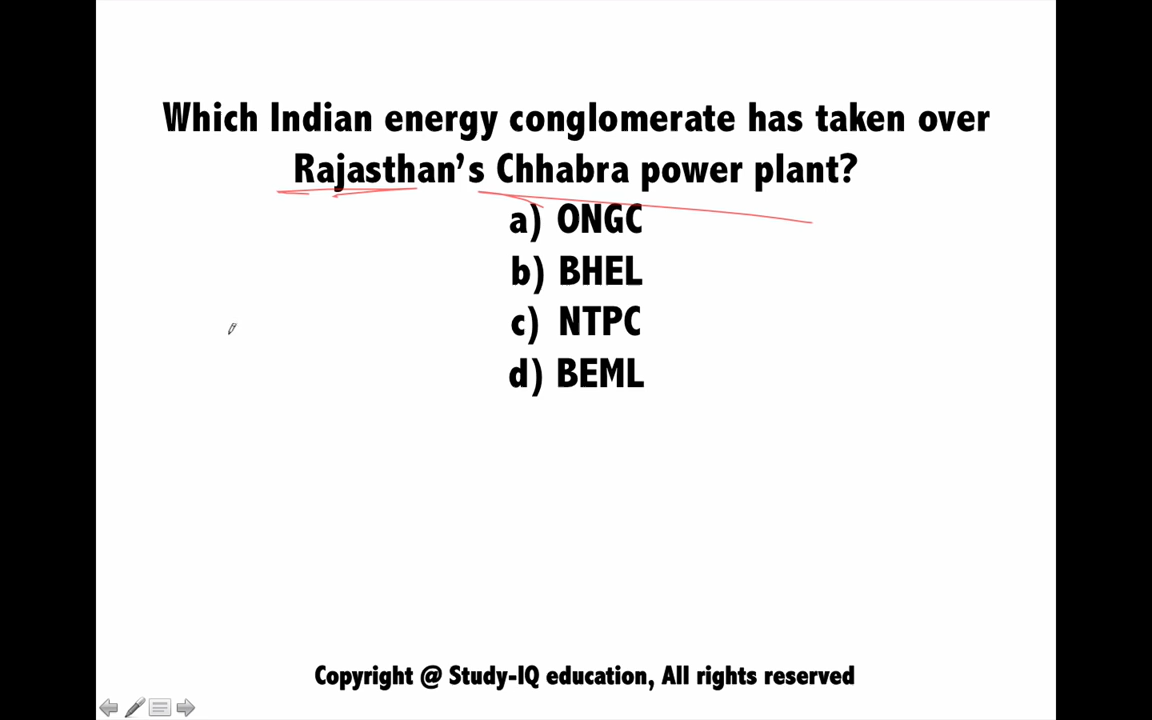 Which Indian energy conglomerate has taken over
Rajasthan’s Chhabra power plant?
a) ONGC
b) BHEL
c) NTPC
d) BEML
Copyright @ Study-IQ education, All rights reserved